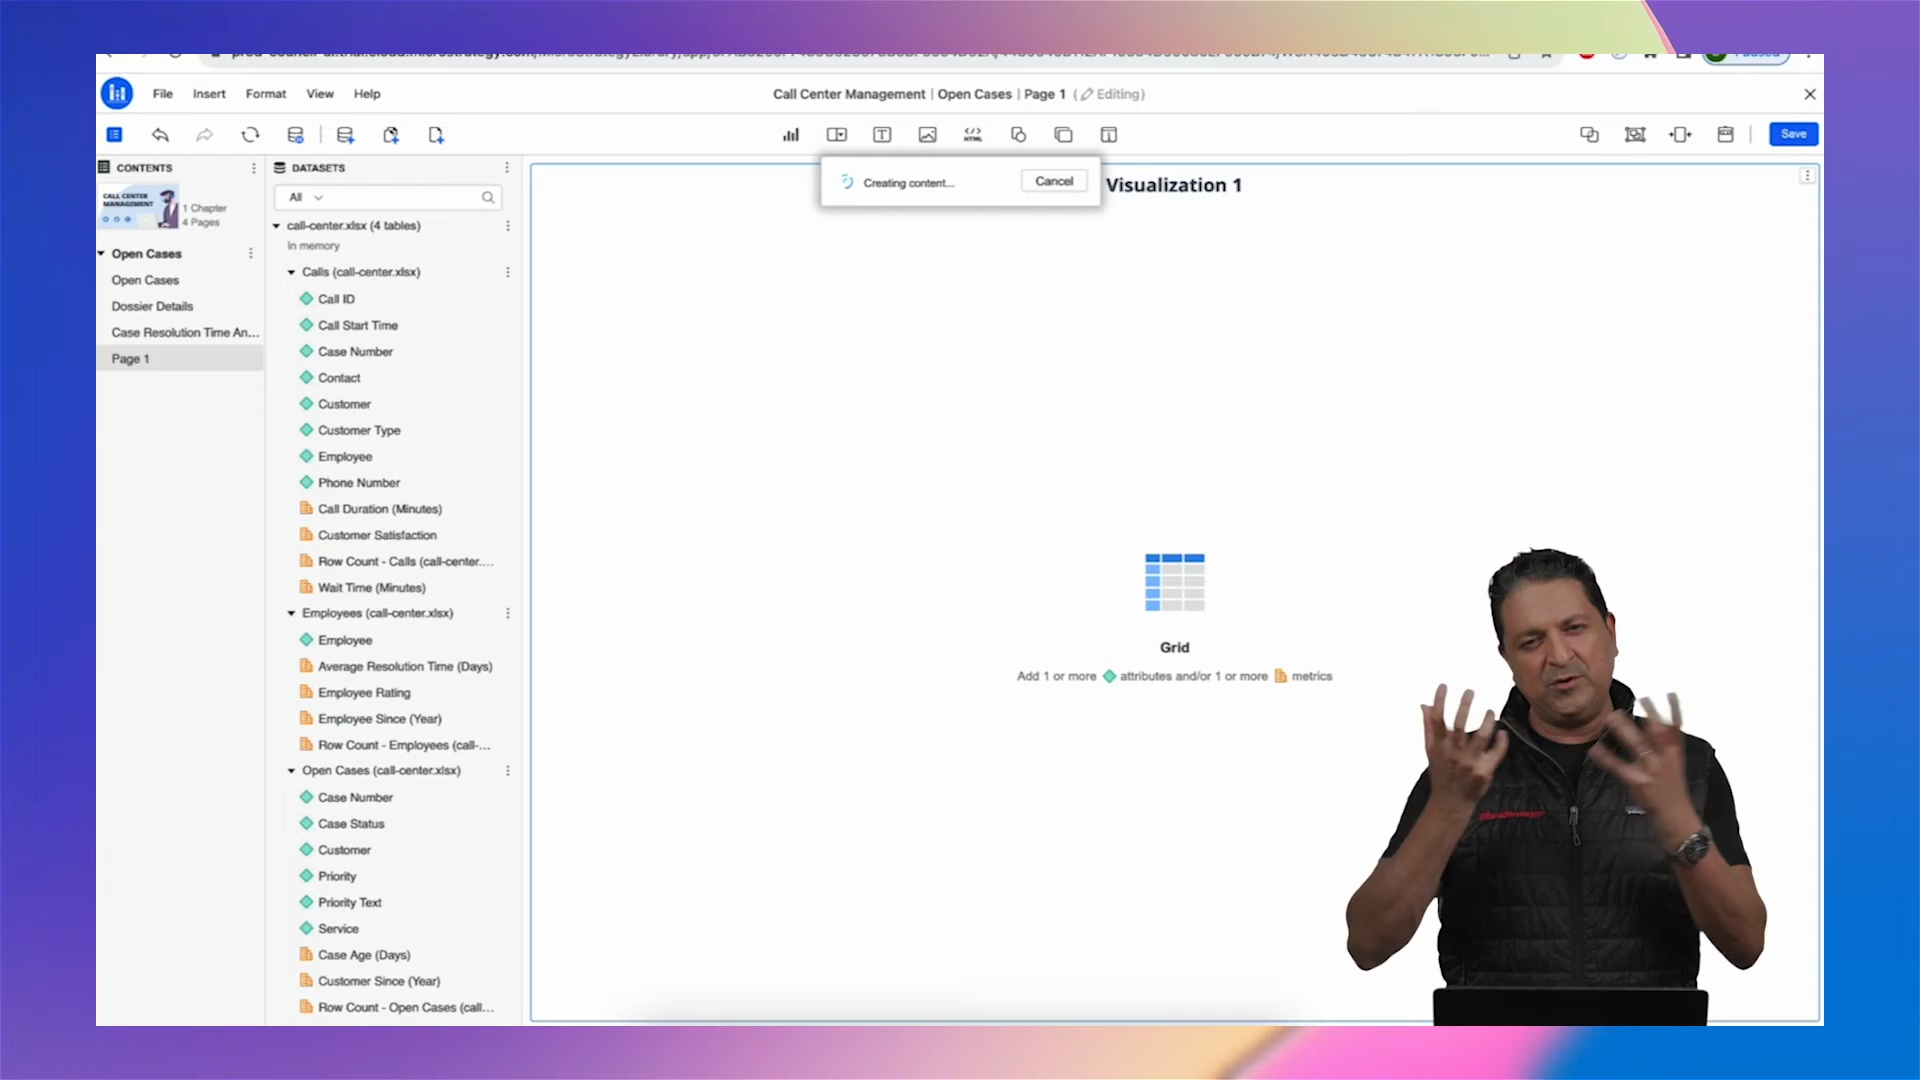 File Insert Format View Help
Call Center Management | Open Cases | Page 1 ( Editing)
HTML
Save
CONTENTS
CALL CENTER
MANAGEMENT
1 Chapter
4 Pages
Open Cases
Open Cases
Dossier Details
Case Resolution Time An...
Page 1
DATASETS
All
call-center.xlsx (4 tables)
In memory
Calls (call-center.xlsx)
Call ID
Call Start Time
Case Number
Contact
Customer
Customer Type
Employee
Phone Number
Call Duration (Minutes)
Customer Satisfaction
Row Count - Calls (call-center....
Wait Time (Minutes)
Employees (call-center.xlsx)
Employee
Average Resolution Time (Days)
Employee Rating
Employee Since (Year)
Row Count - Employees (call-...
Open Cases (call-center.xlsx)
Case Number
Case Status
Customer
Priority
Priority Text
Service
Case Age (Days)
Customer Since (Year)
Row Count - Open Cases (call...
Creating content...
Cancel
Visualization 1
Grid
Add 1 or more attributes and/or 1 or more metrics